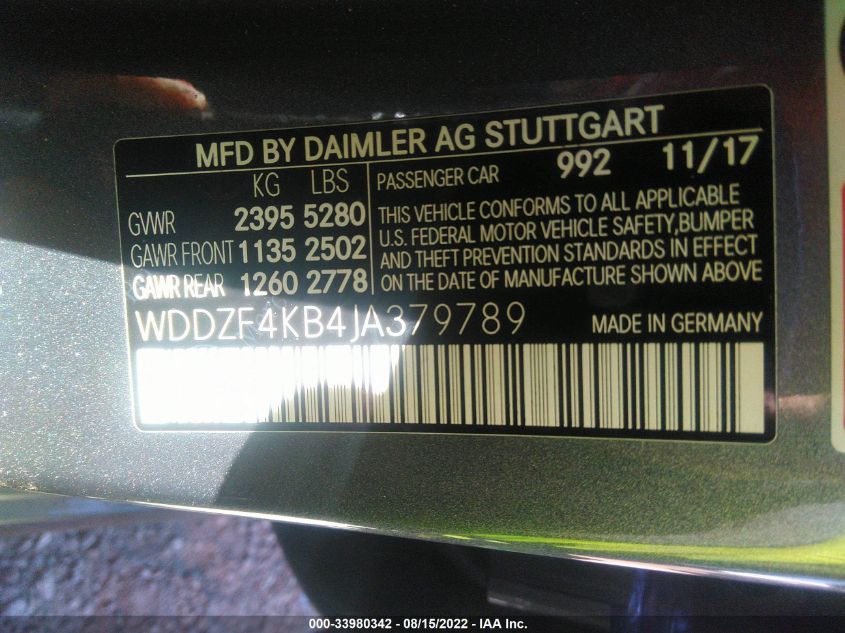 MFD BY DAIMLER AG STUTTGART
KG LBS
GVWR 2395 5280
GAWR FRONT 1135 2502
GAWR REAR 1260 2778
PASSENGER CAR 992 11/17
THIS VEHICLE CONFORMS TO ALL APPLICABLE
U.S. FEDERAL MOTOR VEHICLE SAFETY,BUMPER
AND THEFT PREVENTION STANDARDS IN EFFECT
ON THE DATE OF MANUFACTURE SHOWN ABOVE
WDDZF4KB4JA379789 MADE IN GERMANY
000-33980342 - 08/15/2022 - IAA Inc.